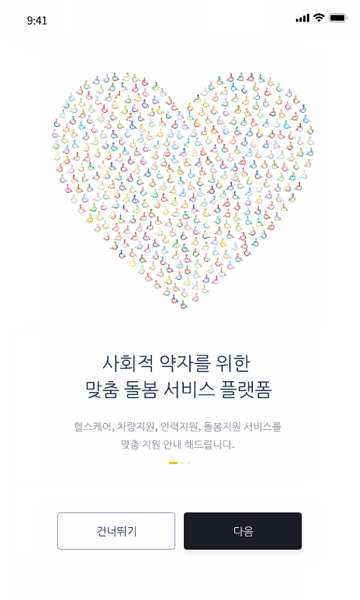 9:41
사회적 약자를 위한
맞춤 돌봄 서비스 플랫폼
헬스케어, 차량지원, 인력지원, 돌봄지원 서비스를
맞춤 지원 안내 해드립니다.
건너뛰기
다음